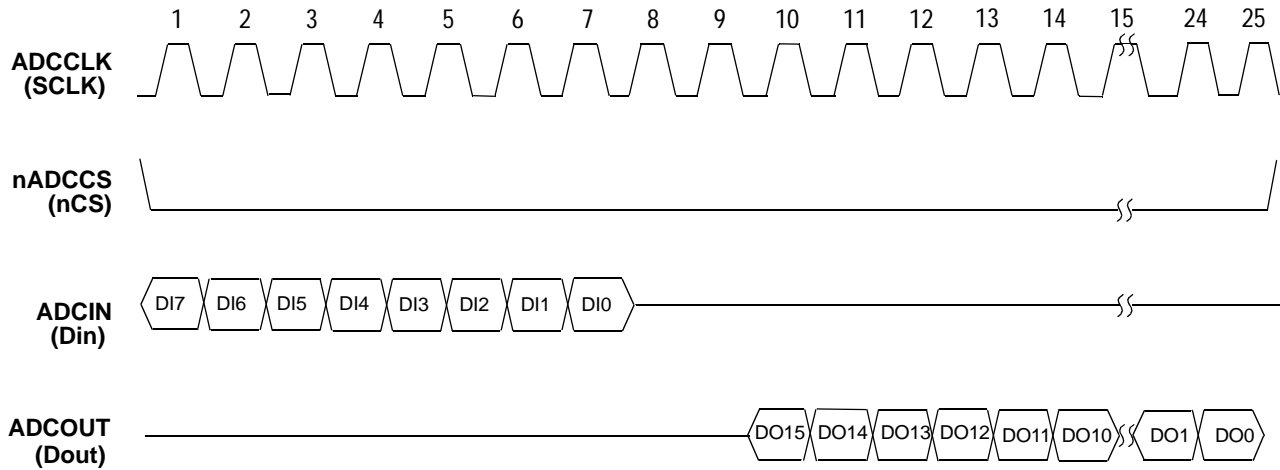 1 2 3 4 5 6 7 8 9 10 11 12 13 14 15 24 25
ADCCLK
(SCLK)
nADCCS
(nCS)
ADCIN
(Din)
DI7 DI6 DI5 DI4 DI3 DI2 DI1 DI0
ADCOUT
(Dout)
DO15 DO14 DO13 DO12 DO11 DO10 DO1 DO0